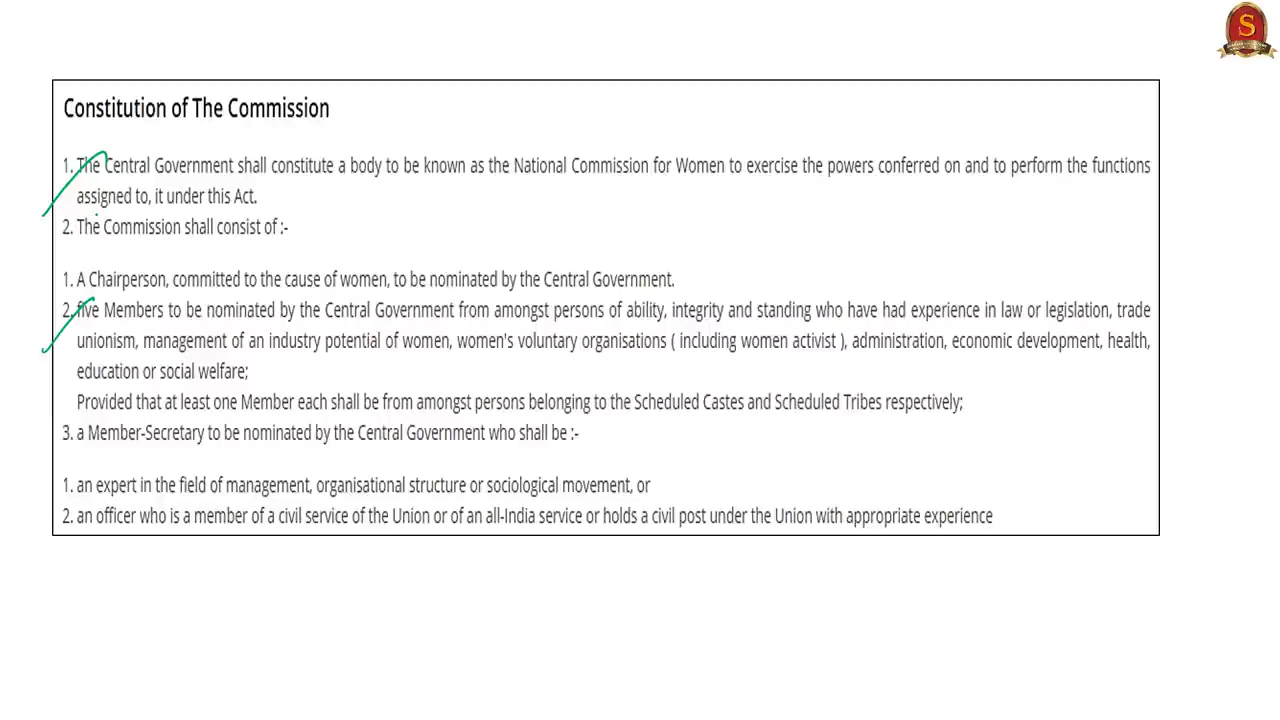 S
Constitution of The Commission
1. The Central Government shall constitute a body to be known as the National Commission for Women to exercise the powers conferred on and to perform the functions
assigned to, it under this Act.
2. The Commission shall consist of :-
1. A Chairperson, committed to the cause of women, to be nominated by the Central Government.
2. five Members to be nominated by the Central Government from amongst persons of ability, integrity and standing who have had experience in law or legislation, trade
unionism, management of an industry potential of women, women's voluntary organisations ( including women activist ), administration, economic development, health,
education or social welfare;
Provided that at least one Member each shall be from amongst persons belonging to the Scheduled Castes and Scheduled Tribes respectively;
3. a Member-Secretary to be nominated by the Central Government who shall be :-
1. an expert in the field of management, organisational structure or sociological movement, or
2. an officer who is a member of a civil service of the Union or of an all-India service or holds a civil post under the Union with appropriate experience